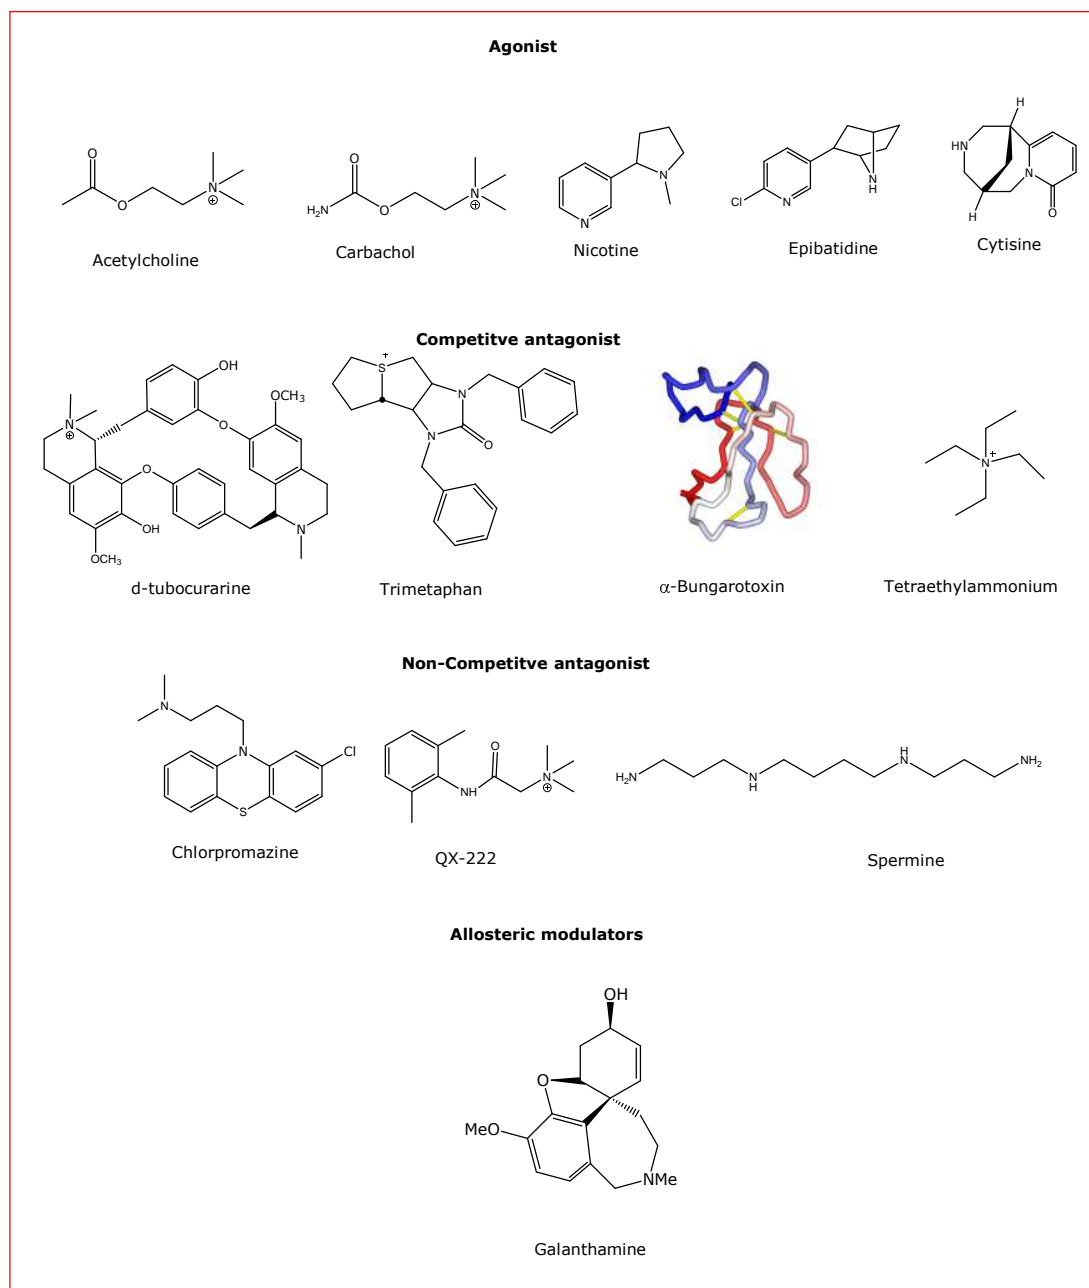 Agonist
H
O
N
⊕
O
O
N
⊕
H2N
O
N
N
Cl
N
N
H
HN
N
O
H
Acetylcholine
Carbachol
Nicotine
Epibatidine
Cytisine
Competitve antagonist
OH
N
⊕
O
OCH3
O
OH
OCH3
N
S
+
N
N
O
N
+
d-tubocurarine
Trimetaphan
α-Bungarotoxin
Tetraethylammonium
Non-Competitve antagonist
N
N
Cl
S
O
NH
N
⊕
H2N
N
H
H
N
NH2
Chlorpromazine
QX-222
Spermine
Allosteric modulators
OH
O
MeO
NMe
Galanthamine